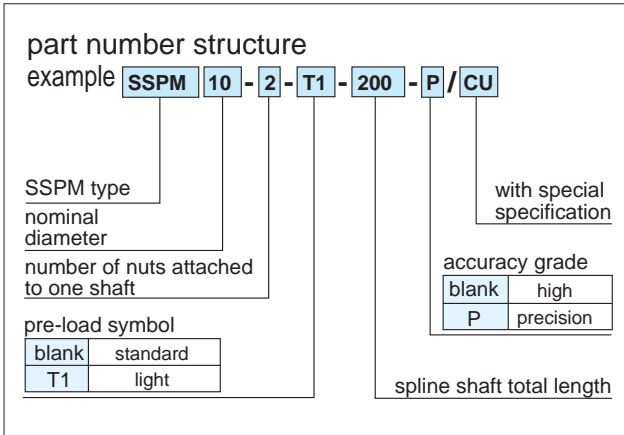 part number structure
example SSPM 10 - 2 - T1 - 200 - P / CU
SSPM type
nominal
diameter
number of nuts attached
to one shaft
pre-load symbol
blank standard
T1 light
with special
specification
accuracy grade
blank high
P precision
spline shaft total length